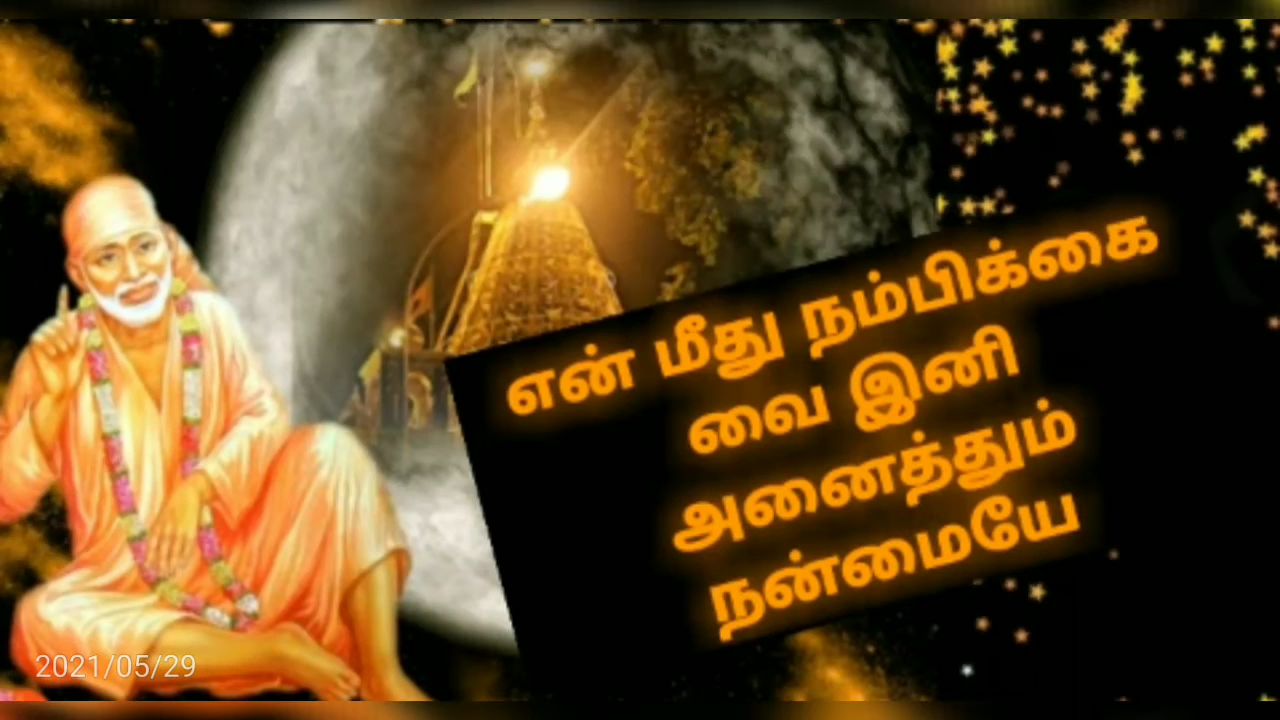 என் மீது நம்பிக்கை
வை இனி
அனைத்தும்
நன்மையே
2021/05/29